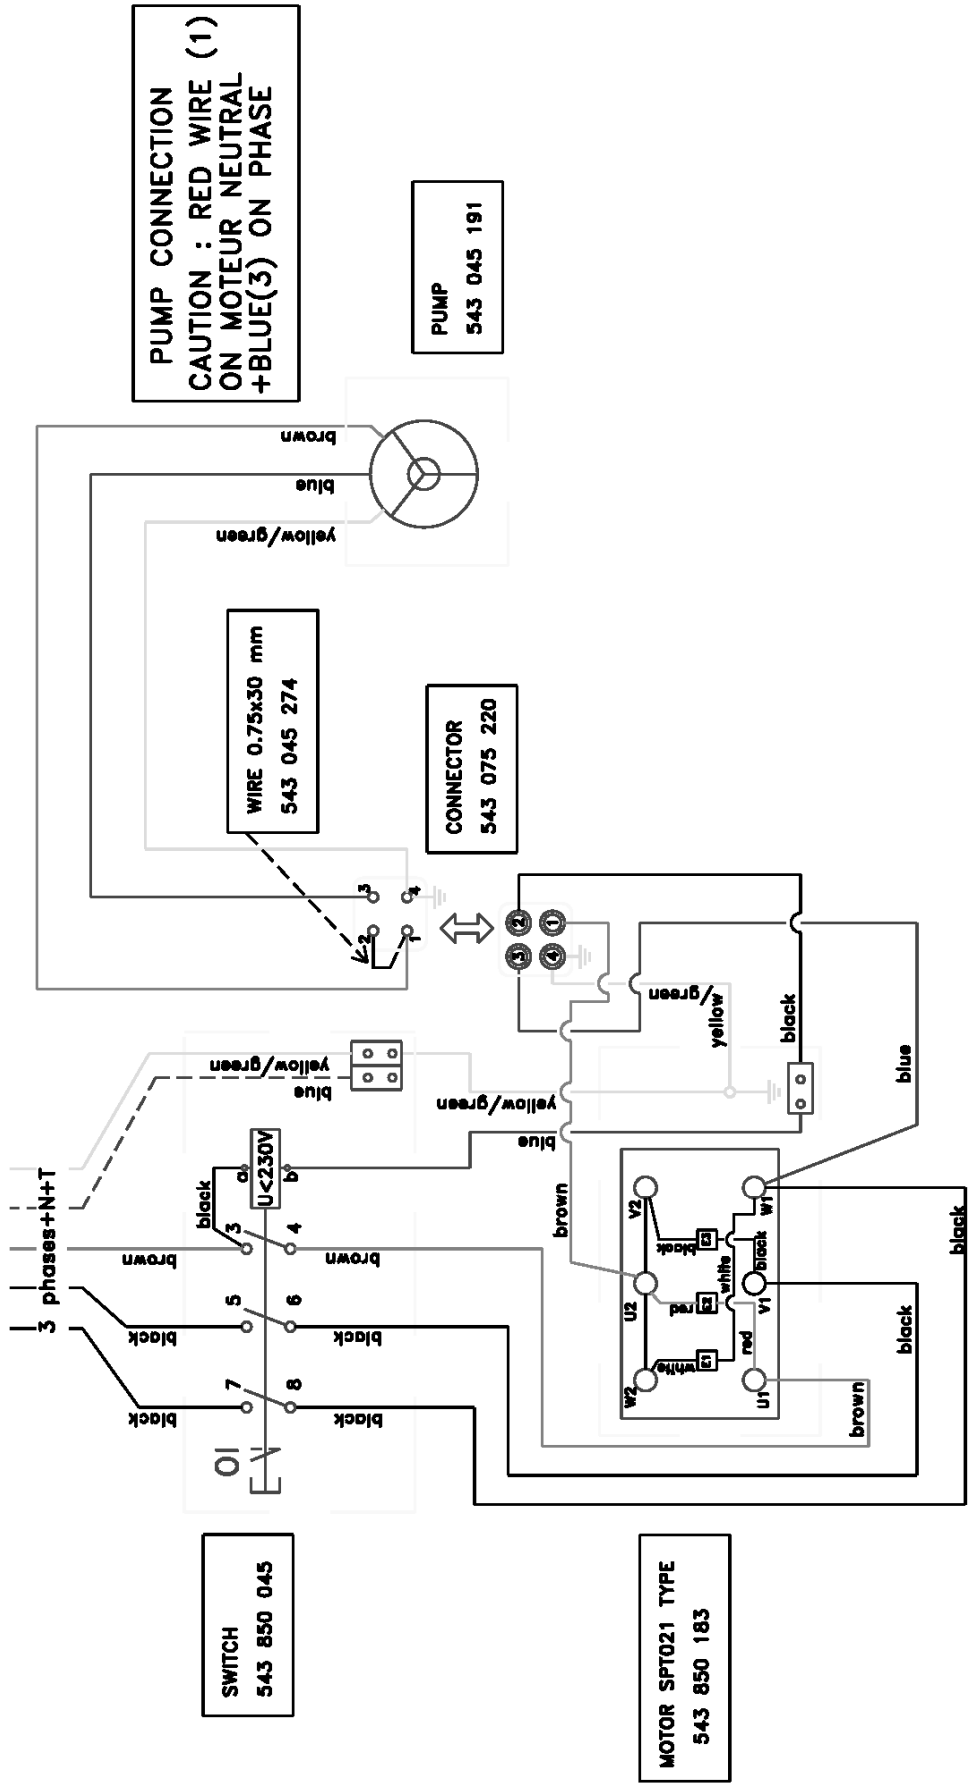 PUMP CONNECTION
CAUTION : RED WIRE (1)
ON MOTEUR NEUTRAL
+BLUE(3) ON PHASE
PUMP
543 045 191
brown
blue
yellow/green
WIRE 0.75x30 mm
543 045 274
CONNECTOR
543 075 220
3
4
2
1
2
1
3
4
3 phases+N+T
yellow/green
blue
black
a
U<230V
b
brown
3
4
brown
black
5
6
black
black
7
8
black
OI
yellow/green
blue
yellow/green
black
blue
brown
V2
W1
black
E3
black
white
U2
V1
red
E2
red
W2
U1
white
E1
brown
black
black
SWITCH
543 850 045
MOTOR SPT021 TYPE
543 850 183